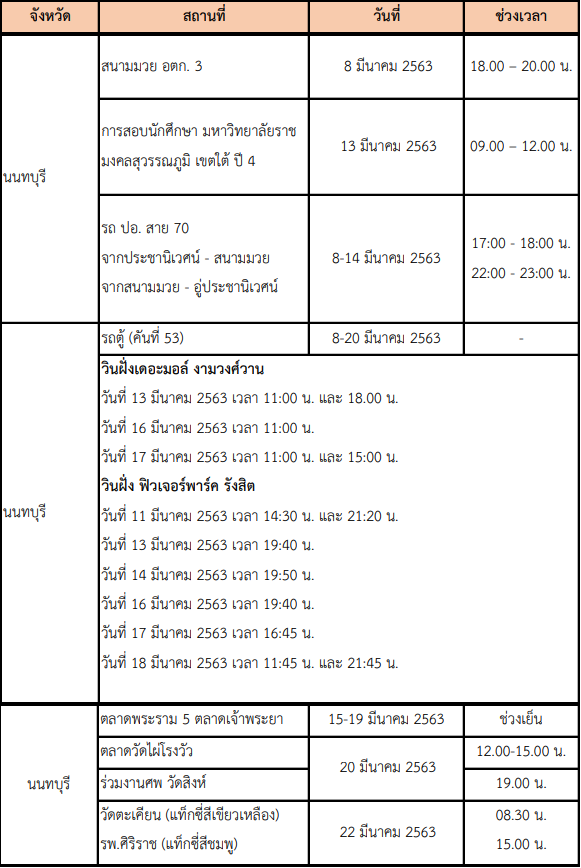 จังหวัด สถานที่ วันที่ ช่วงเวลา
สนามมวย อตก. 3 8 มีนาคม 2563 18.00 – 20.00 น.
การสอบนักศึกษา มหาวิทยาลัยราช
มงคลสุวรรณภูมิ เขตใต้ ปี 4
13 มีนาคม 2563 09.00 – 12.00 น.
นนทบุรี
รถ ปอ. สาย 70
จากประชานิเวศน์ - สนามมวย
จากสนามมวย - อู่ประชานิเวศน์
8-14 มีนาคม 2563
17:00 - 18:00 น.
22:00 - 23:00 น.
รถตู้ (คันที่ 53) 8-20 มีนาคม 2563 -
วินฝั่งเดอะมอล์ งามวงศ์วาน
วันที่ 13 มีนาคม 2563 เวลา 11:00 น. และ 18.00 น.
วันที่ 16 มีนาคม 2563 เวลา 11:00 น.
วันที่ 17 มีนาคม 2563 เวลา 11:00 น. และ 15:00 น.
วินฝั่ง ฟิวเจอร์พาร์ค รังสิต
นนทบุรี
วันที่ 11 มีนาคม 2563 เวลา 14:30 น. และ 21:20 น.
วันที่ 13 มีนาคม 2563 เวลา 19:40 น.
วันที่ 14 มีนาคม 2563 เวลา 19:50 น.
วันที่ 16 มีนาคม 2563 เวลา 19:40 น.
วันที่ 17 มีนาคม 2563 เวลา 16:45 น.
วันที่ 18 มีนาคม 2563 เวลา 11:45 น. และ 21:45 น.
ตลาดพระราม 5 ตลาดเจ้าพระยา 15-19 มีนาคม 2563 ช่วงเย็น
ตลาดวัดไผ่โรงวัว 12.00-15.00 น.
20 มีนาคม 2563
นนทบุรี
ร่วมงานศพ วัดสิงห์ 19.00 น.
วัดตะเคียน (แท็กซี่สีเขียวเหลือง) 08.30 น.
22 มีนาคม 2563
รพ.ศิริราช (แท็กซี่สีชมพู) 15.00 น.